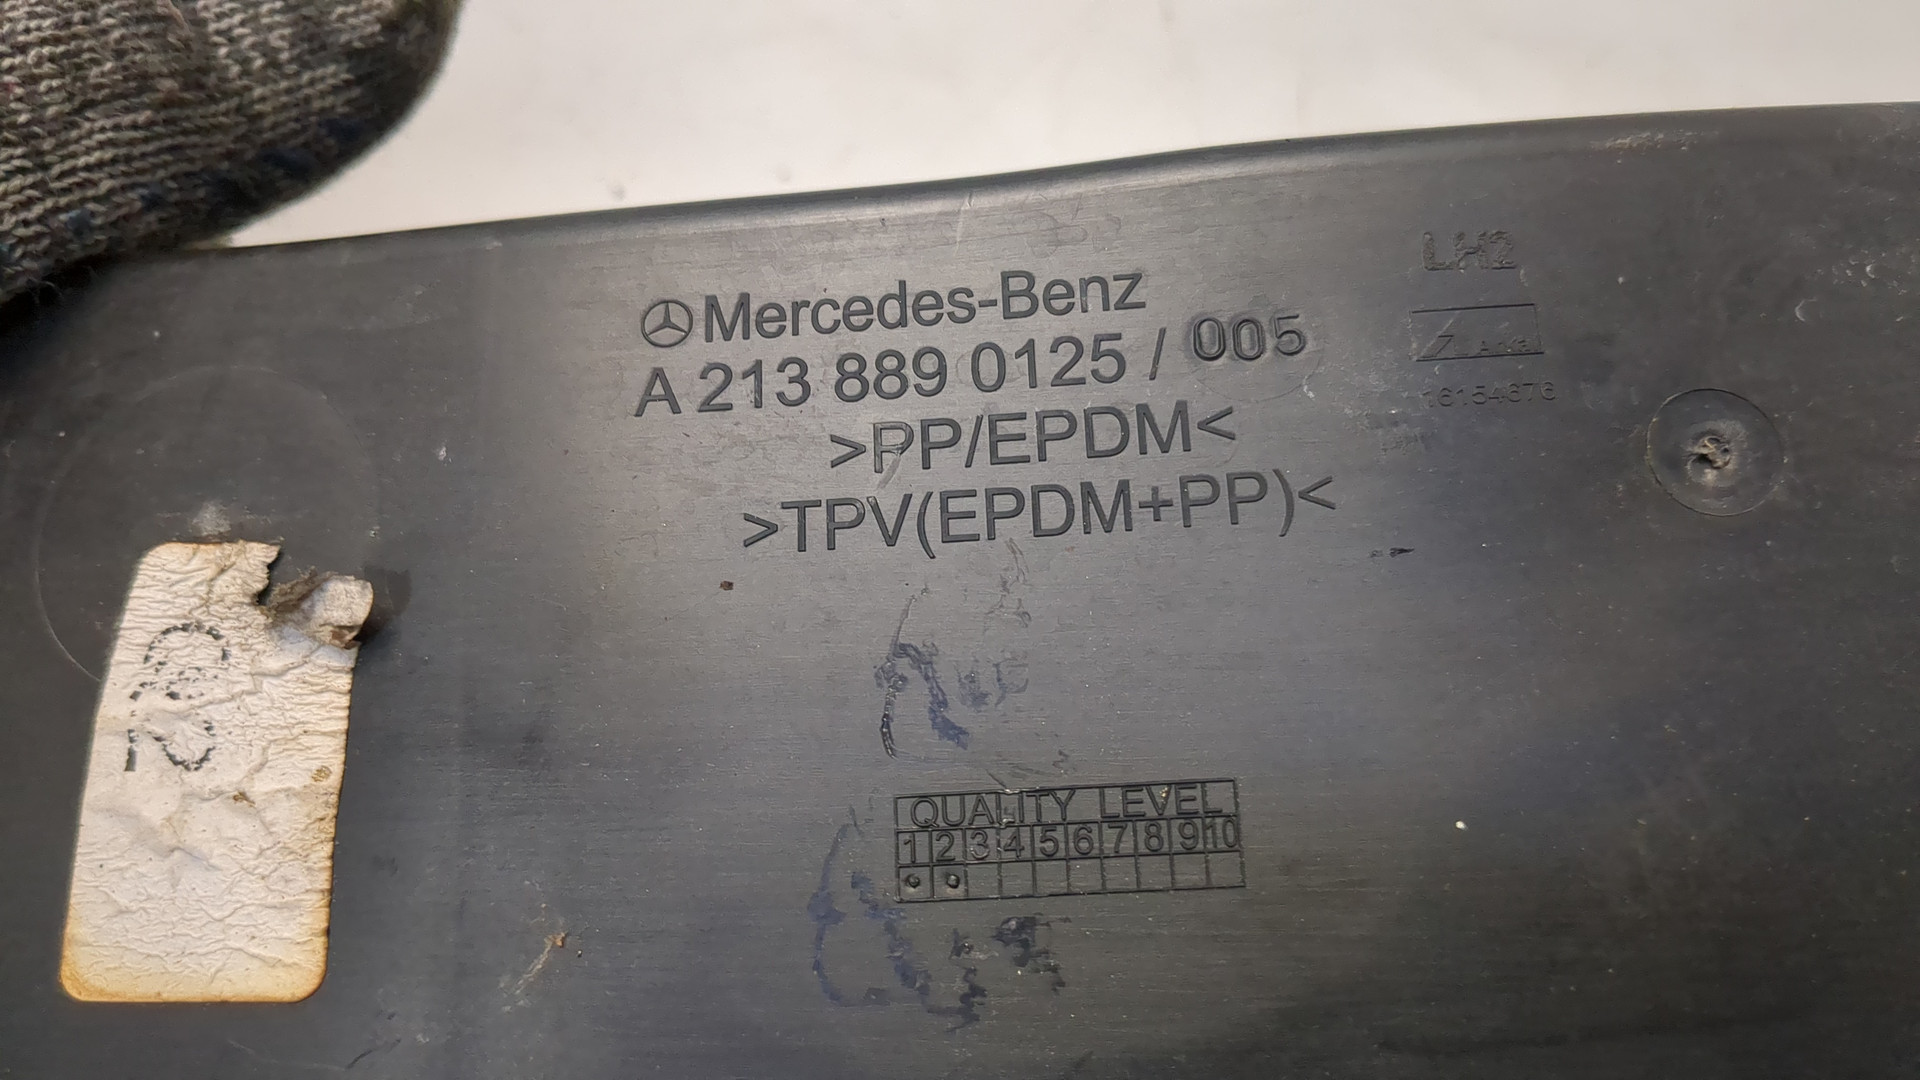 Mercedes-Benz
A 213 889 0125 / 005
>PP/EPDM<
>TPV(EPDM+PP)<
LH2
16154676
QUALITY LEVEL
1 2 3 4 5 6 7 8 9 10